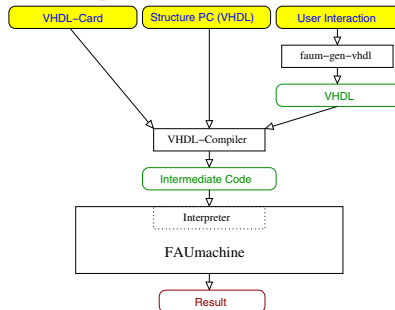 VHDL-Card
Structure PC (VHDL)
User Interaction
faum-gen-vhdl
VHDL
VHDL-Compiler
Intermediate Code
Interpreter
FAUmachine
Result